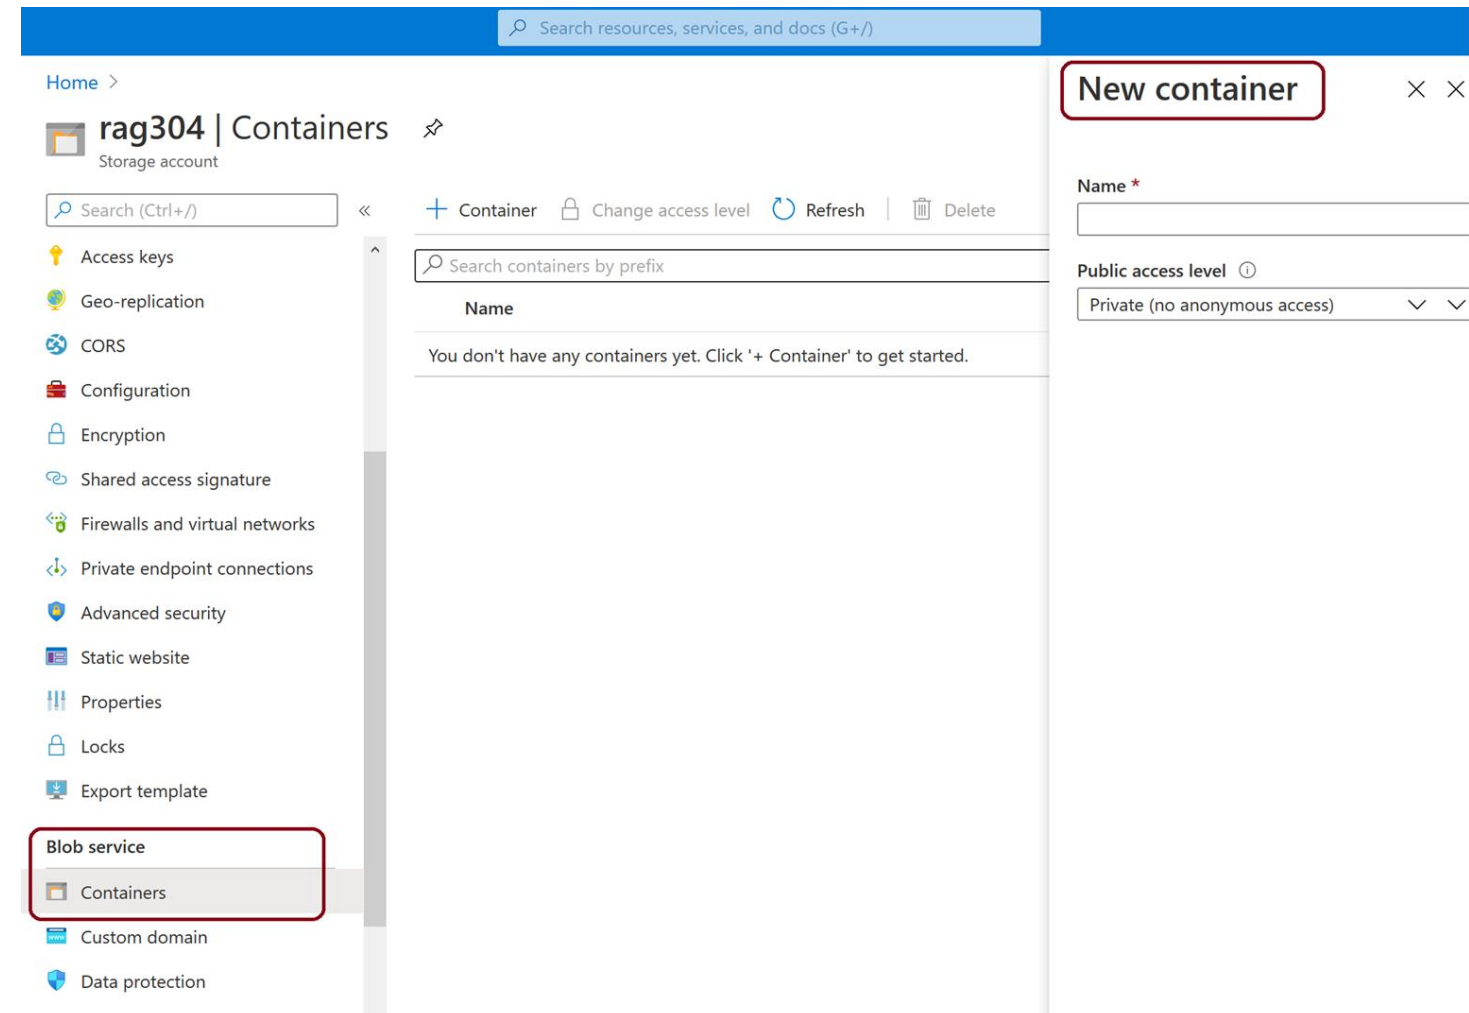 Search resources, services, and docs (G+/)
Home >
rag304 | Containers
Storage account
Search (Ctrl+/)
«
Access keys
Geo-replication
CORS
Configuration
Encryption
Shared access signature
Firewalls and virtual networks
Private endpoint connections
Advanced security
Static website
Properties
Locks
Export template
Blob service
Containers
Custom domain
Data protection
+ Container Change access level Refresh Delete
Search containers by prefix
Name
You don't have any containers yet. Click '+ Container' to get started.
New container
Name *
Public access level
Private (no anonymous access)